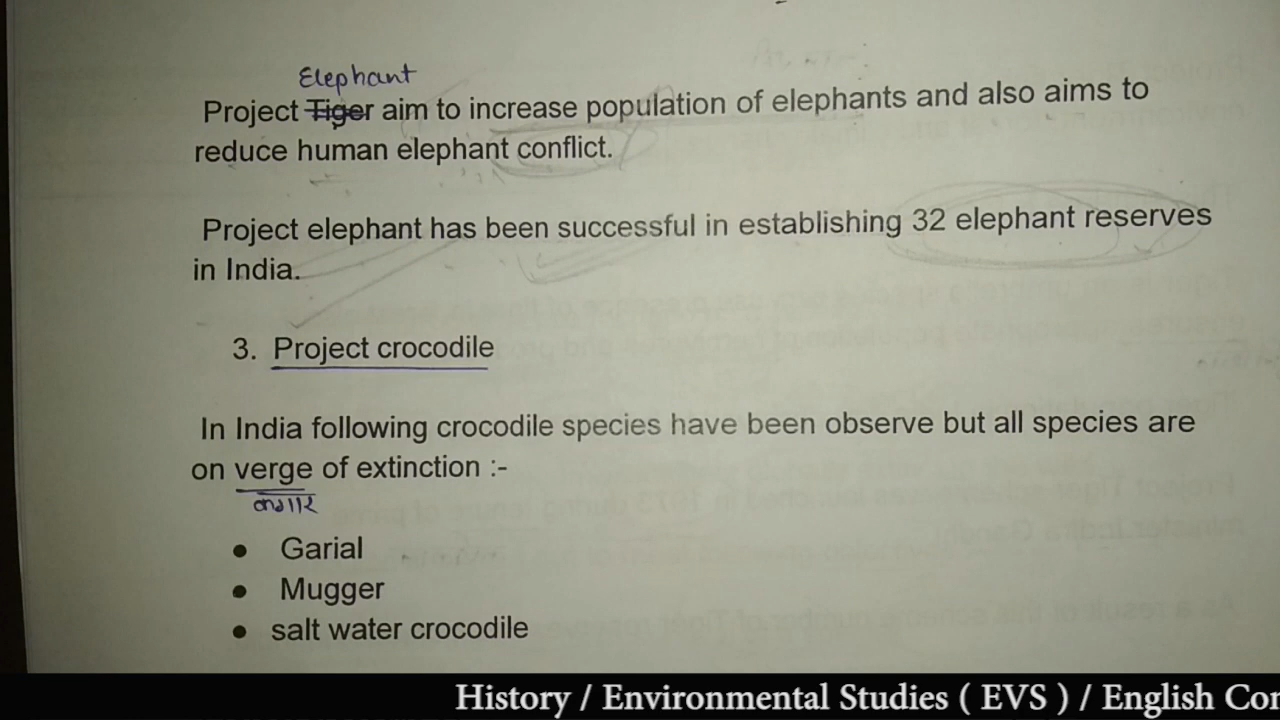 Elephant
Project Tiger aim to increase population of elephants and also aims to
reduce human elephant conflict.
Project elephant has been successful in establishing 32 elephant reserves
in India.
3. Project crocodile
In India following crocodile species have been observe but all species are
on verge of extinction :-
कगार
• Garial
• Mugger
• salt water crocodile
History / Environmental Studies ( EVS ) / English Cor